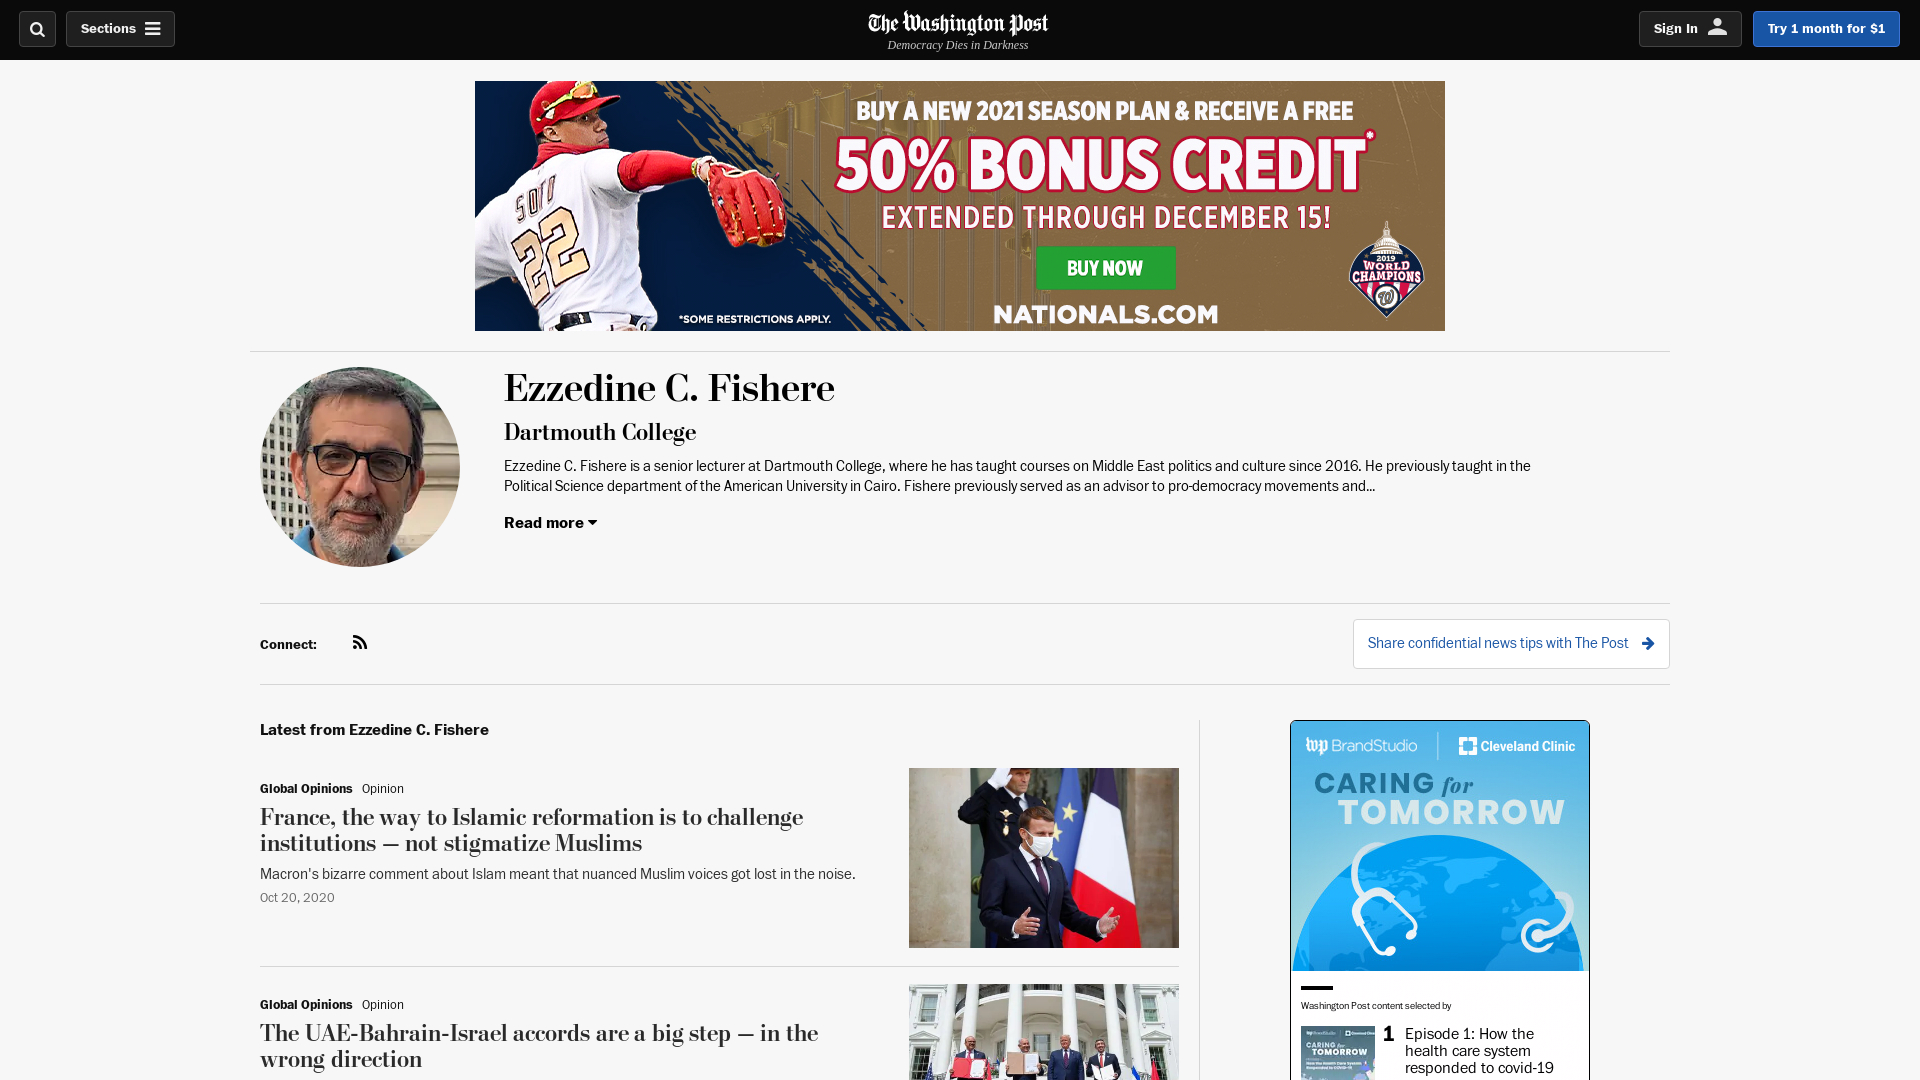 Sections
The Washington Post
Democracy Dies in Darkness
Sign In
Try 1 month for $1
BUY A NEW 2021 SEASON PLAN & RECEIVE A FREE
50% BONUS CREDIT*
EXTENDED THROUGH DECEMBER 15!
BUY NOW
NATIONALS.COM
*SOME RESTRICTIONS APPLY.
SOTO
22
2019
WORLD
CHAMPIONS
W
Ezzedine C. Fishere
Dartmouth College
Ezzedine C. Fishere is a senior lecturer at Dartmouth College, where he has taught courses on Middle East politics and culture since 2016. He previously taught in the
Political Science department of the American University in Cairo. Fishere previously served as an advisor to pro-democracy movements and...
Read more
Connect:
Share confidential news tips with The Post
Latest from Ezzedine C. Fishere
Global Opinions Opinion
France, the way to Islamic reformation is to challenge
institutions — not stigmatize Muslims
Macron's bizarre comment about Islam meant that nuanced Muslim voices got lost in the noise.
Oct 20, 2020
Global Opinions Opinion
The UAE-Bahrain-Israel accords are a big step — in the
wrong direction
wp BrandStudio
Cleveland Clinic
CARING for
TOMORROW
Washington Post content selected by
CARING for
TOMORROW
1
Episode 1: How the
health care system
responded to covid-19